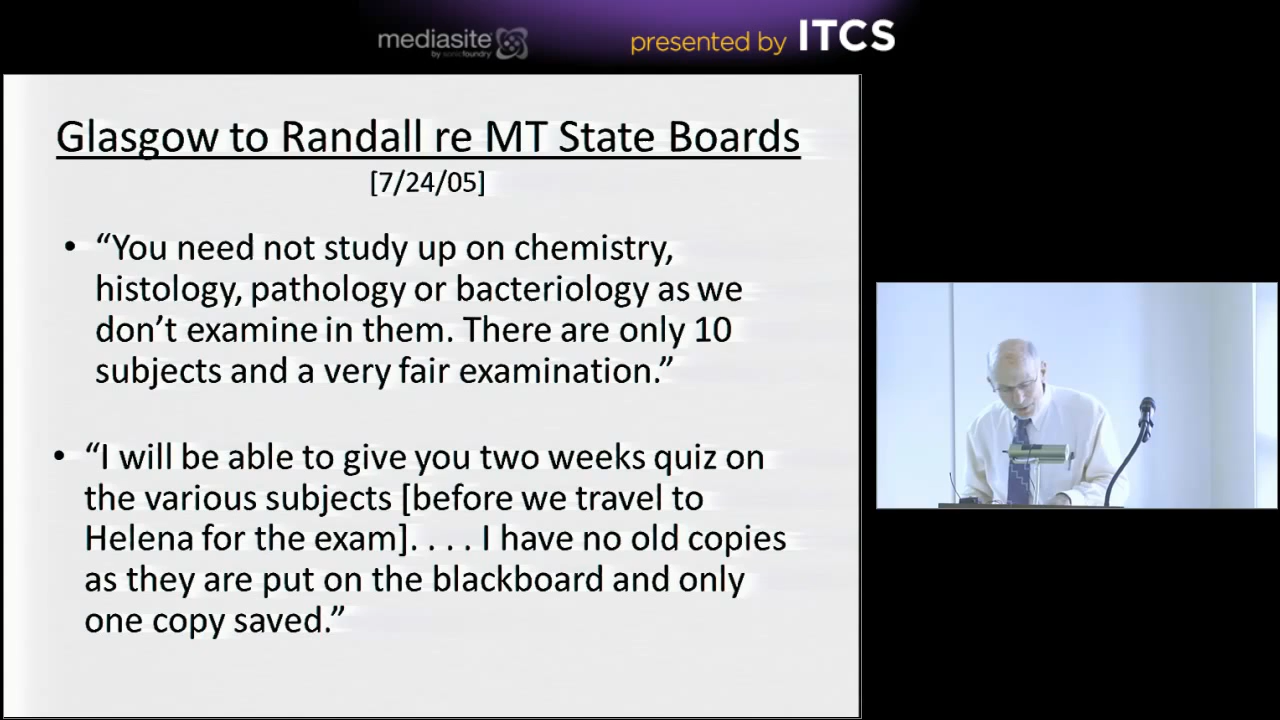 mediasite
by sonicfoundry
presented by ITCS
Glasgow to Randall re MT State Boards
[7/24/05]
• “You need not study up on chemistry,
histology, pathology or bacteriology as we
don’t examine in them. There are only 10
subjects and a very fair examination.”
• “I will be able to give you two weeks quiz on
the various subjects [before we travel to
Helena for the exam]. . . . I have no old copies
as they are put on the blackboard and only
one copy saved.”